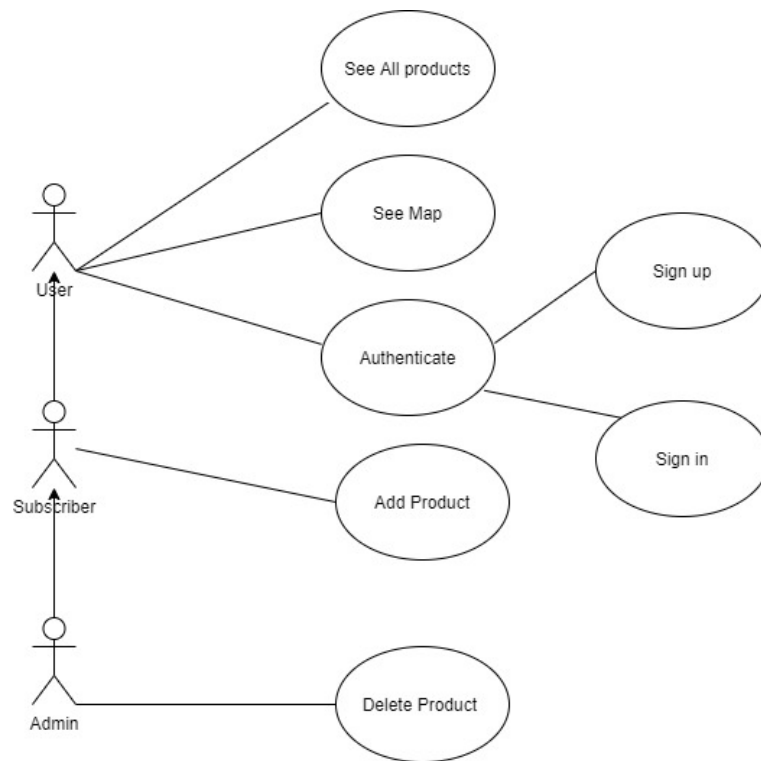 See All products
See Map
Sign up
User
Authenticate
Sign in
Subscriber
Add Product
Delete Product
Admin